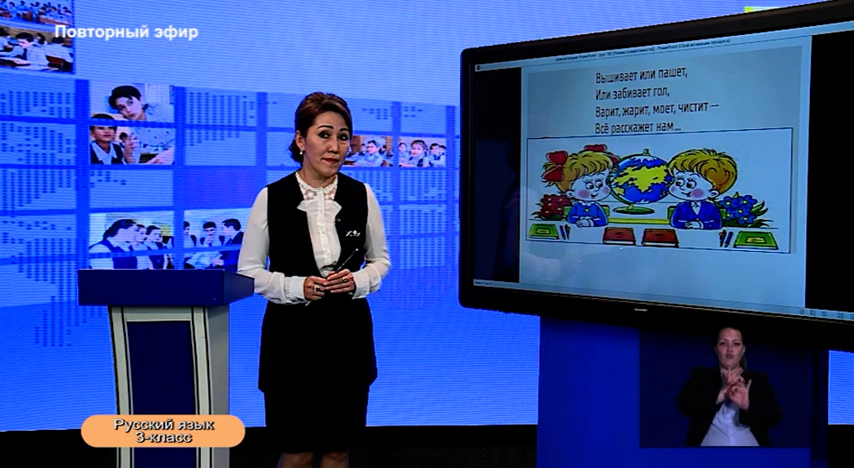 Повторный эфир
Вышивает или пашет,
Или забивает гол,
Варит, жарит, моет, чистит –
Всё расскажет нам...
Русский язык
3-класс